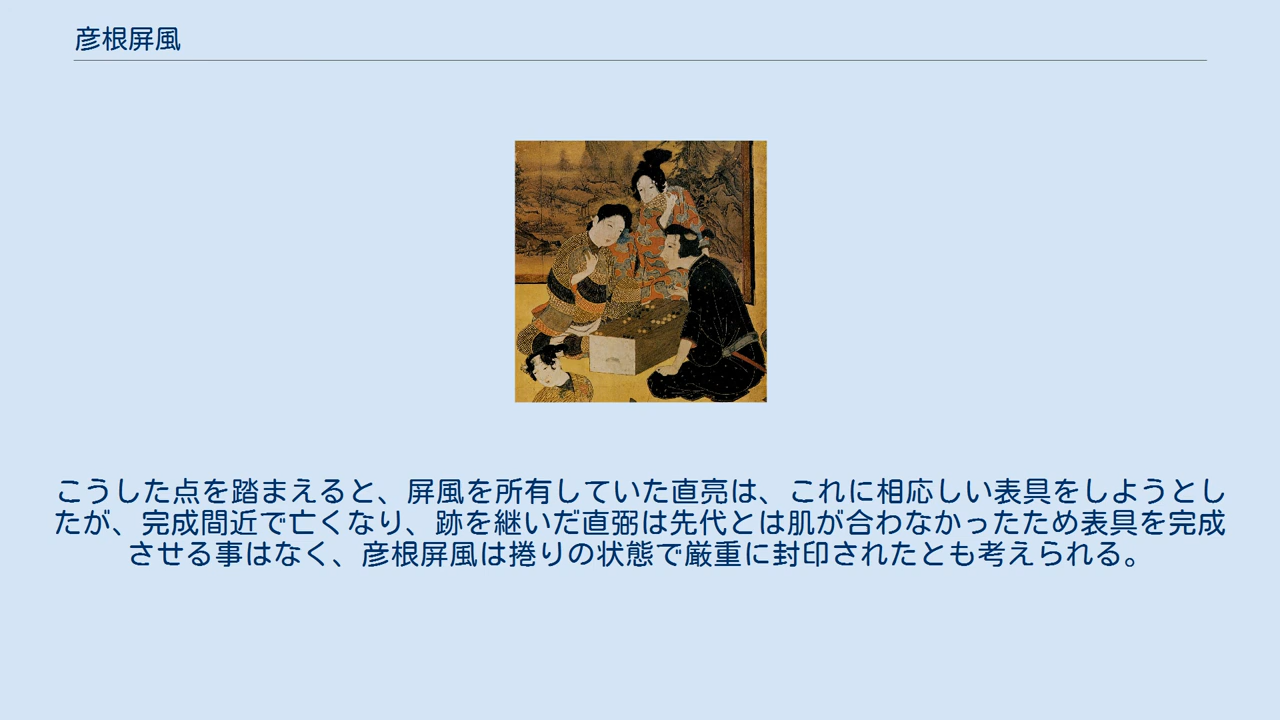 彦根屏風
こうした点を踏まえると、屏風を所有していた直亮は、これに相応しい表具をしようとし
たが、完成間近で亡くなり、跡を継いだ直弼は先代とは肌が合わなかったため表具を完成
させる事はなく、彦根屏風は捲りの状態で厳重に封印されたとも考えられる。